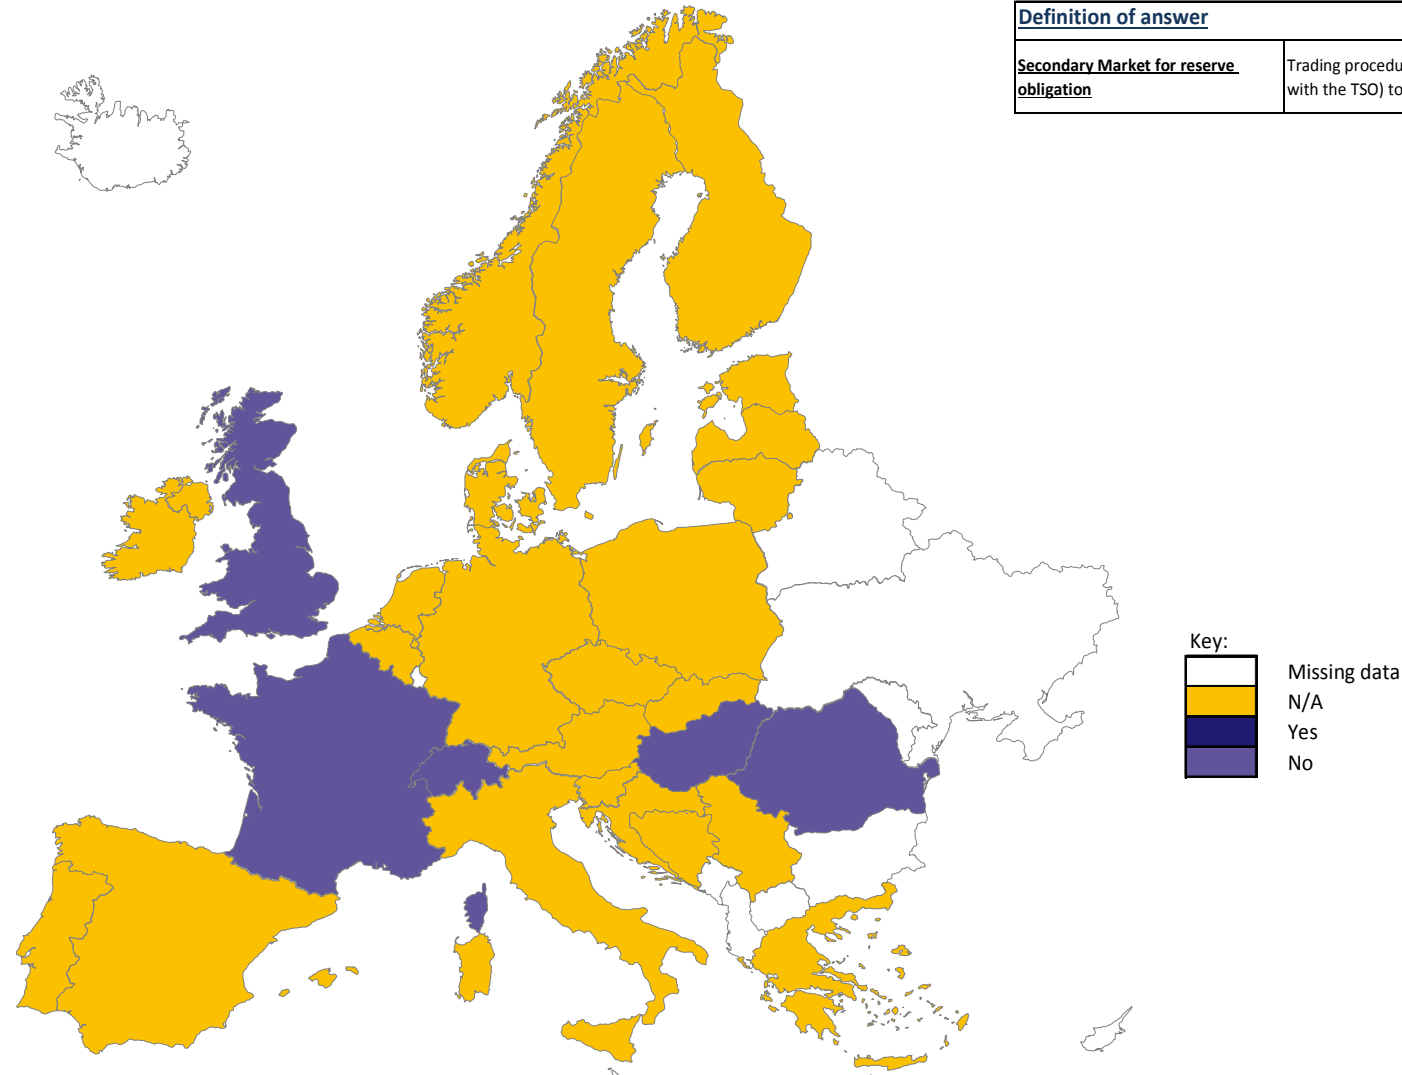 Definition of answer
Secondary Market for reserve
obligation
Trading procedu
with the TSO) to
Key:
Missing data
N/A
Yes
No